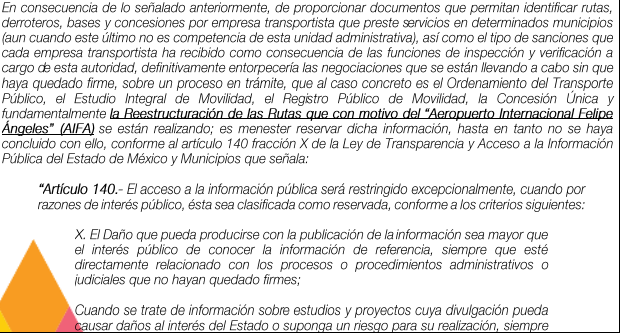 En consecuencia de lo señalado anteriormente, de proporcionar documentos que permitan identificar rutas,
derroteros, bases y concesiones por empresa transportista que preste servicios en determinados municipios
(aun cuando este último no es competencia de esta unidad administrativa), así como el tipo de sanciones que
cada empresa transportista ha recibido como consecuencia de las funciones de inspección y verificación a
cargo de esta autoridad, definitivamente entorpecería las negociaciones que se están llevando a cabo sin que
haya quedado firme, sobre un proceso en trámite, que al caso concreto es el Ordenamiento del Transporte
Público, el Estudio Integral de Movilidad, el Registro Público de Movilidad, la Concesión Única y
fundamentalmente la Reestructuración de las Rutas que con motivo del “Aeropuerto Internacional Felipe
Ángeles” (AIFA) se están realizando; es menester reservar dicha información, hasta en tanto no se haya
concluido con ello, conforme al artículo 140 fracción X de la Ley de Transparencia y Acceso a la Información
Pública del Estado de México y Municipios que señala:
“Artículo 140.- El acceso a la información pública será restringido excepcionalmente, cuando por
razones de interés público, ésta sea clasificada como reservada, conforme a los criterios siguientes:
X. El Daño que pueda producirse con la publicación de la información sea mayor que
el interés público de conocer la información de referencia, siempre que esté
directamente relacionado con los procesos o procedimientos administrativos o
judiciales que no hayan quedado firmes;
Cuando se trate de información sobre estudios y proyectos cuya divulgación pueda
causar daños al interés del Estado o suponga un riesgo para su realización, siempre